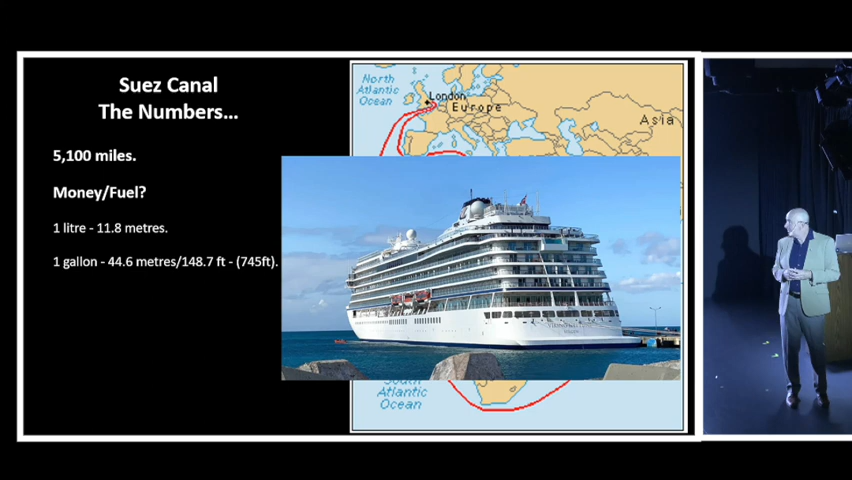 Suez Canal
The Numbers...
5,100 miles.
Money/Fuel?
1 litre - 11.8 metres.
1 gallon - 44.6 metres/148.7 ft - (745ft).
North
Atlantic
Ocean
London
Europe
Asia
South
Atlantic
Ocean